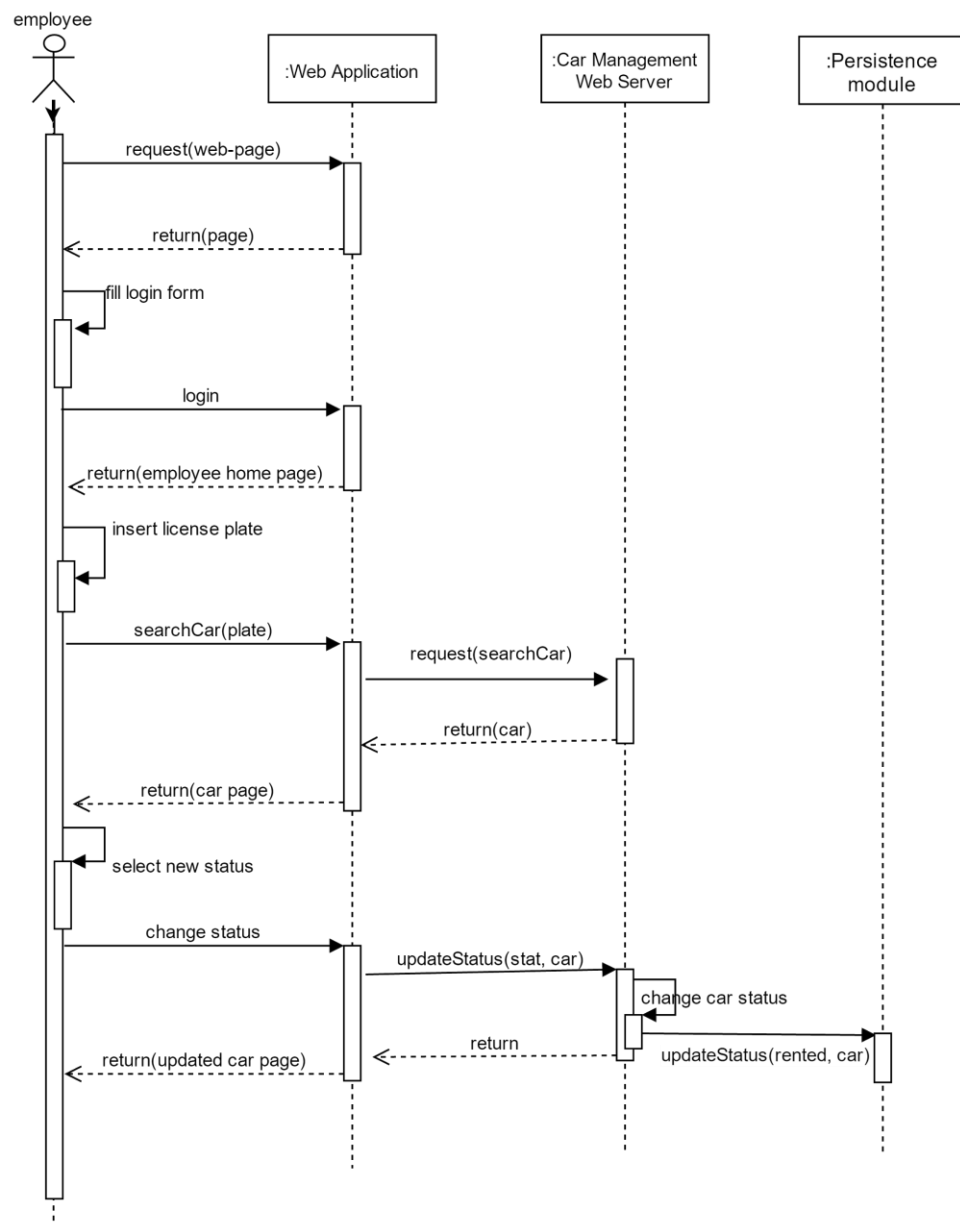 employee
:Web Application
:Car Management
Web Server
:Persistence
module
request(web-page)
return(page)
fill login form
login
return(employee home page)
insert license plate
searchCar(plate)
request(searchCar)
return(car)
return(car page)
select new status
change status
updateStatus(stat, car)
change car status
return
updateStatus(rented, car)
return(updated car page)